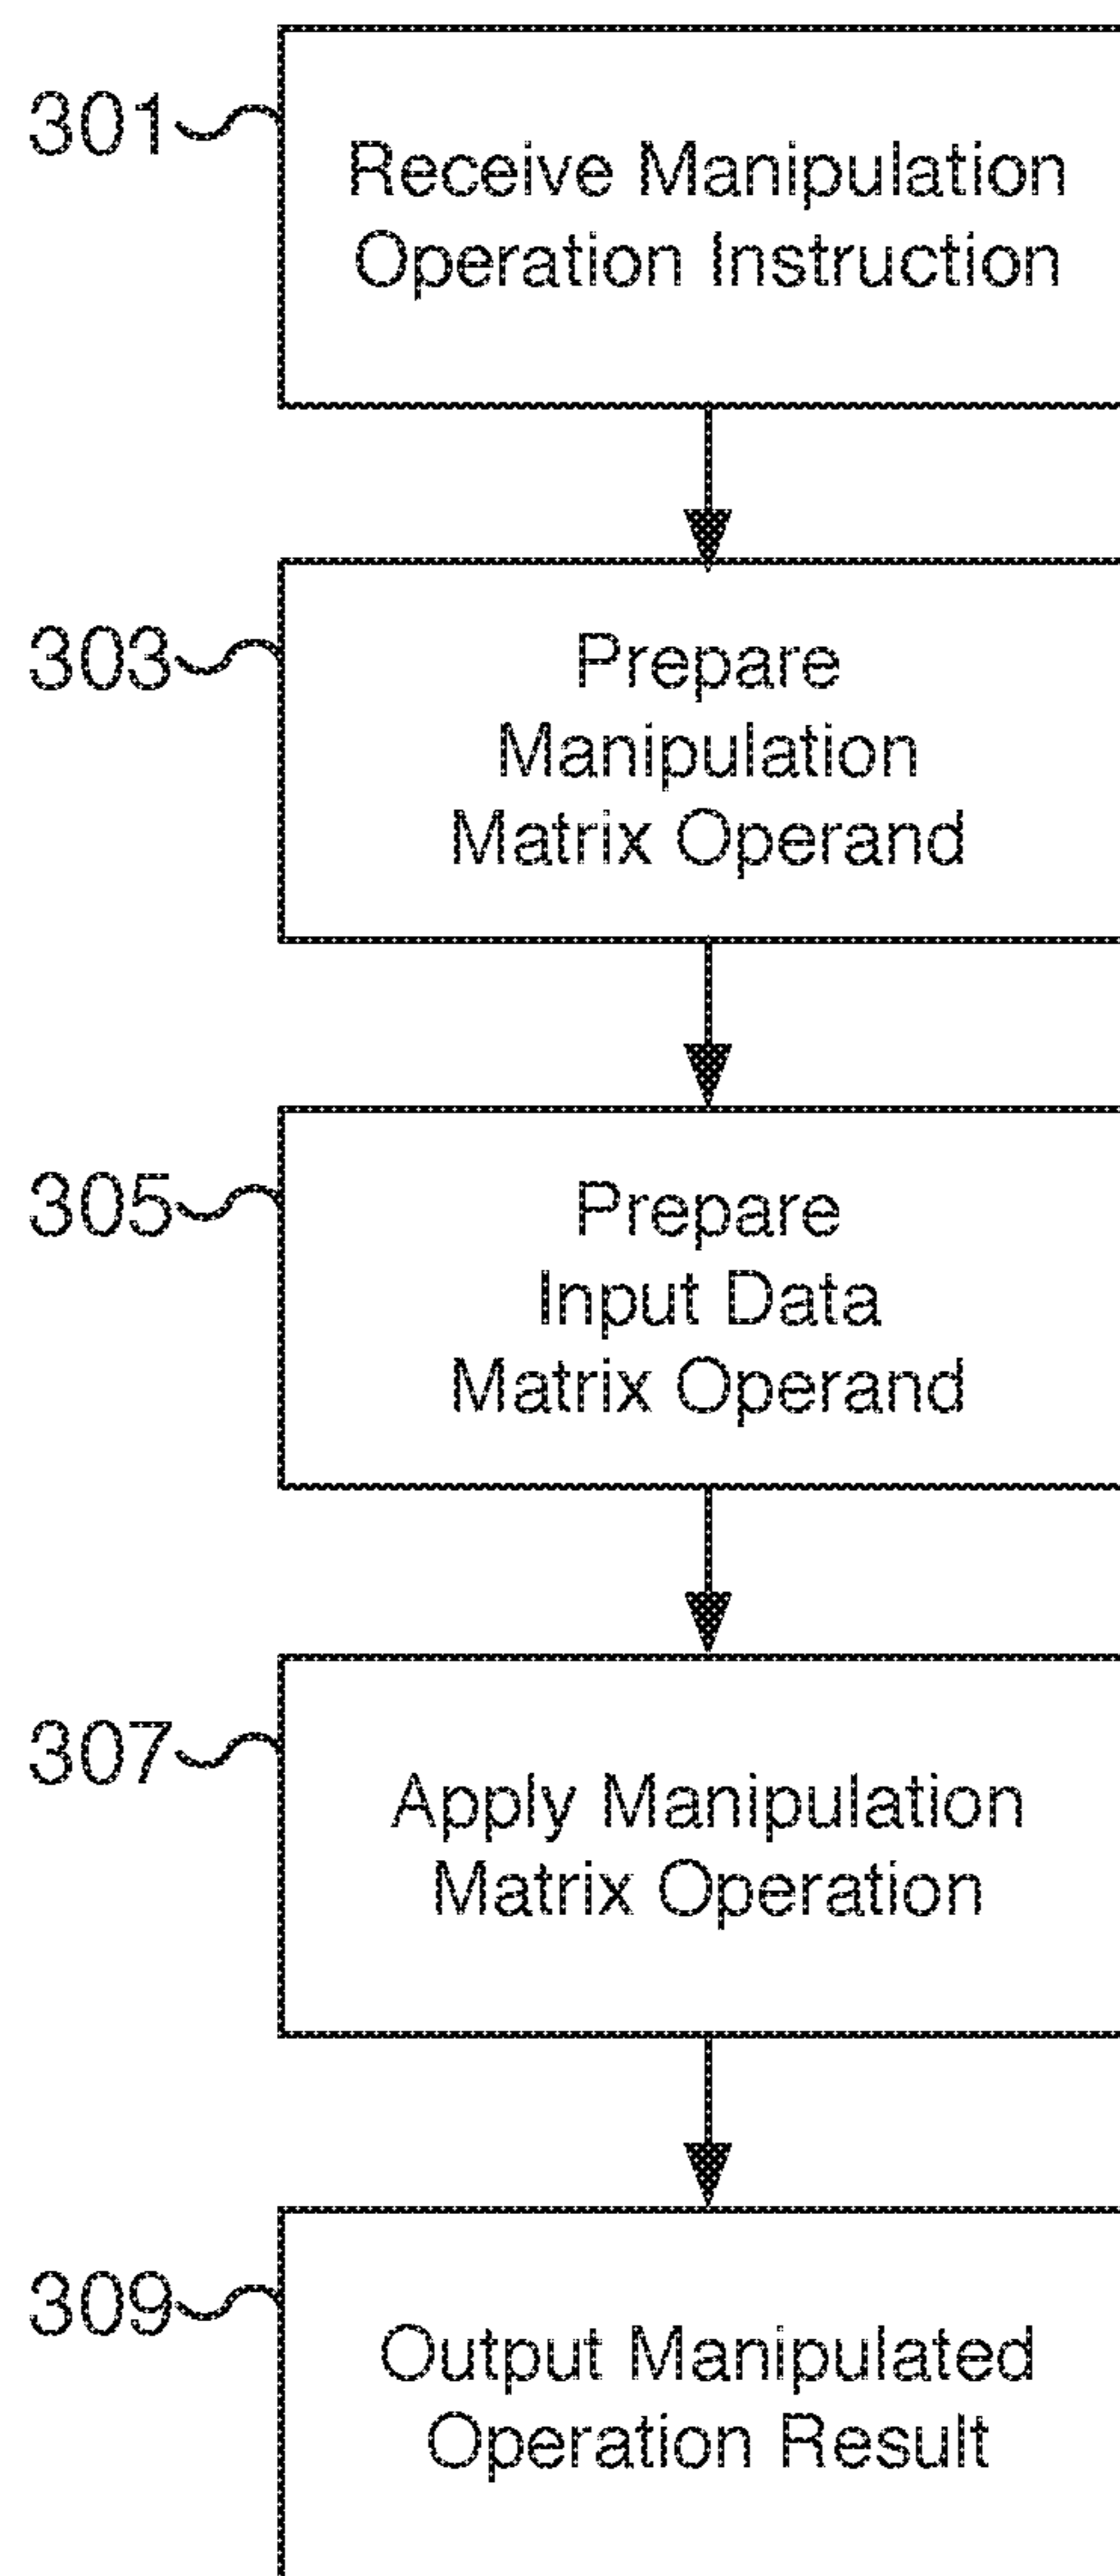 301
Receive Manipulation
Operation Instruction
303
Prepare
Manipulation
Matrix Operand
305
Prepare
Input Data
Matrix Operand
307
Apply Manipulation
Matrix Operation
309
Output Manipulated
Operation Result